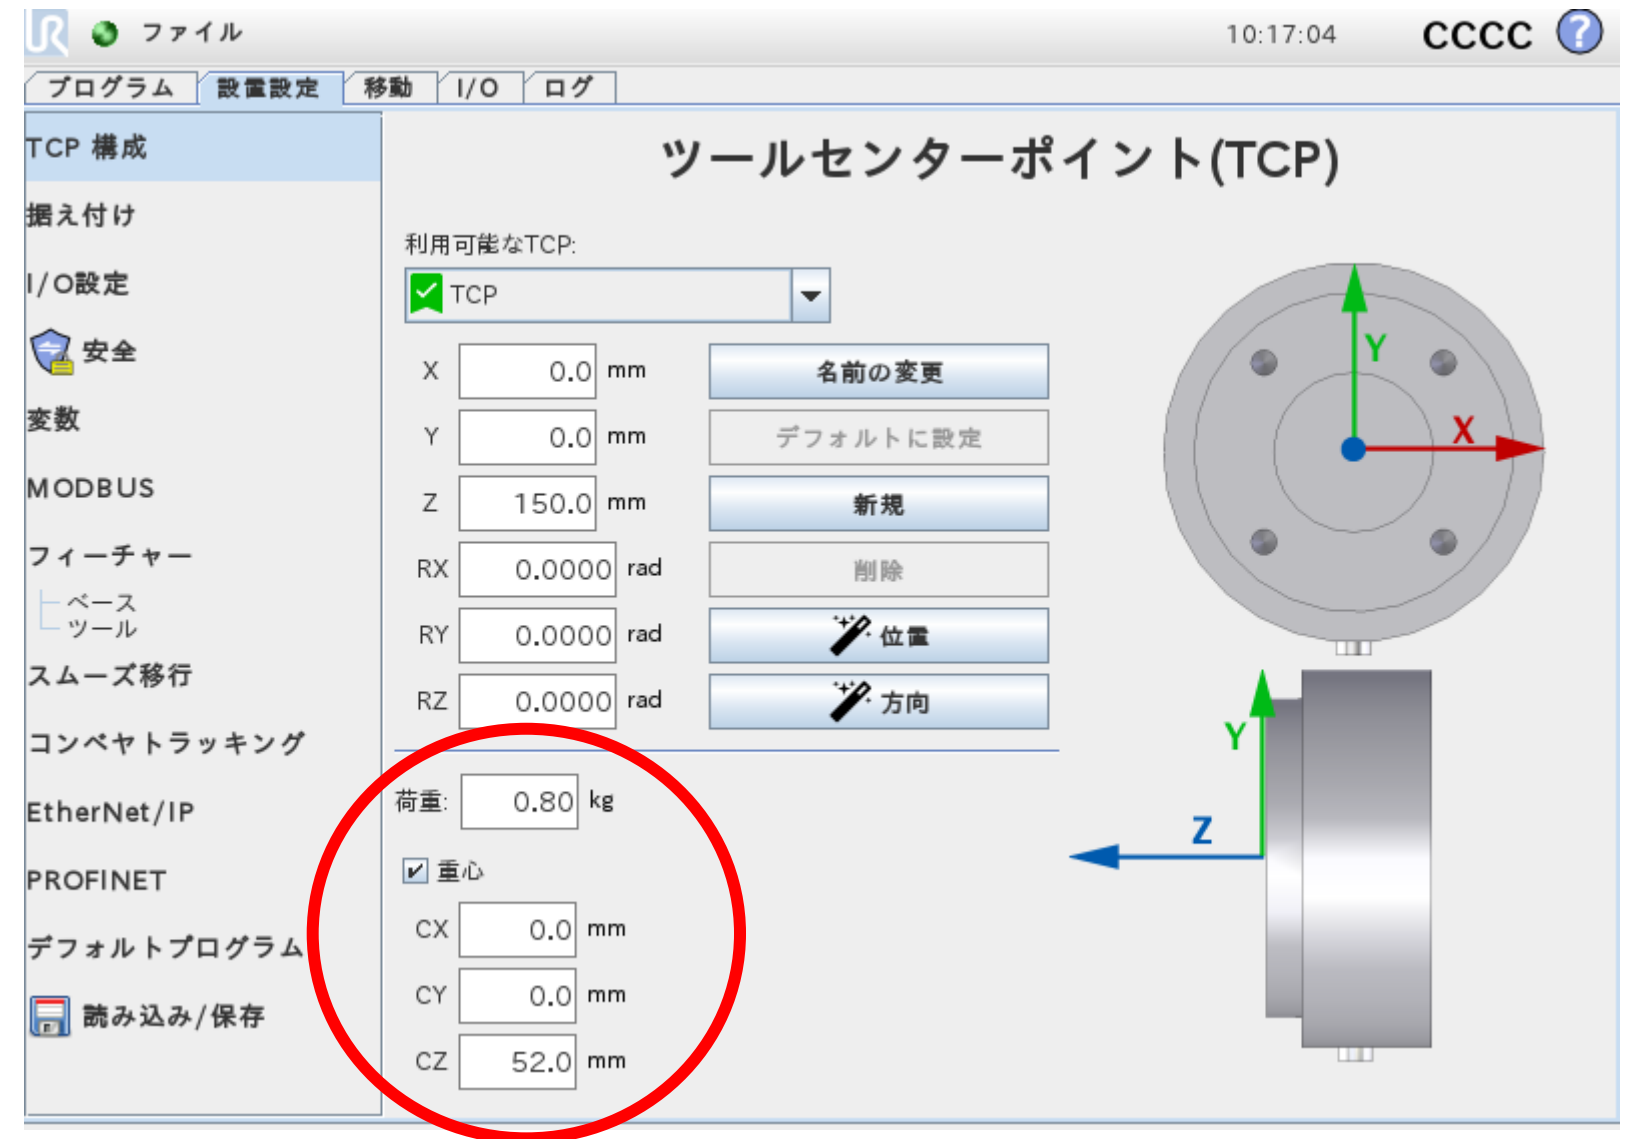 UR ファイル 10:17:04 CCCC ?
プログラム 設置設定 移動 I/O ログ
TCP 構成
据え付け
I/O設定
安全
変数
MODBUS
フィーチャー
ベース
ツール
スムーズ移行
コンベヤトラッキング
EtherNet/IP
PROFINET
デフォルトプログラム
読み込み/保存
ツールセンターポイント(TCP)
利用可能なTCP:
TCP
X 0.0 mm 名前の変更
Y 0.0 mm デフォルトに設定
Z 150.0 mm 新規
RX 0.0000 rad 削除
RY 0.0000 rad 位置
RZ 0.0000 rad 方向
荷重: 0.80 kg
重心
CX 0.0 mm
CY 0.0 mm
CZ 52.0 mm
Y
X
Y
Z